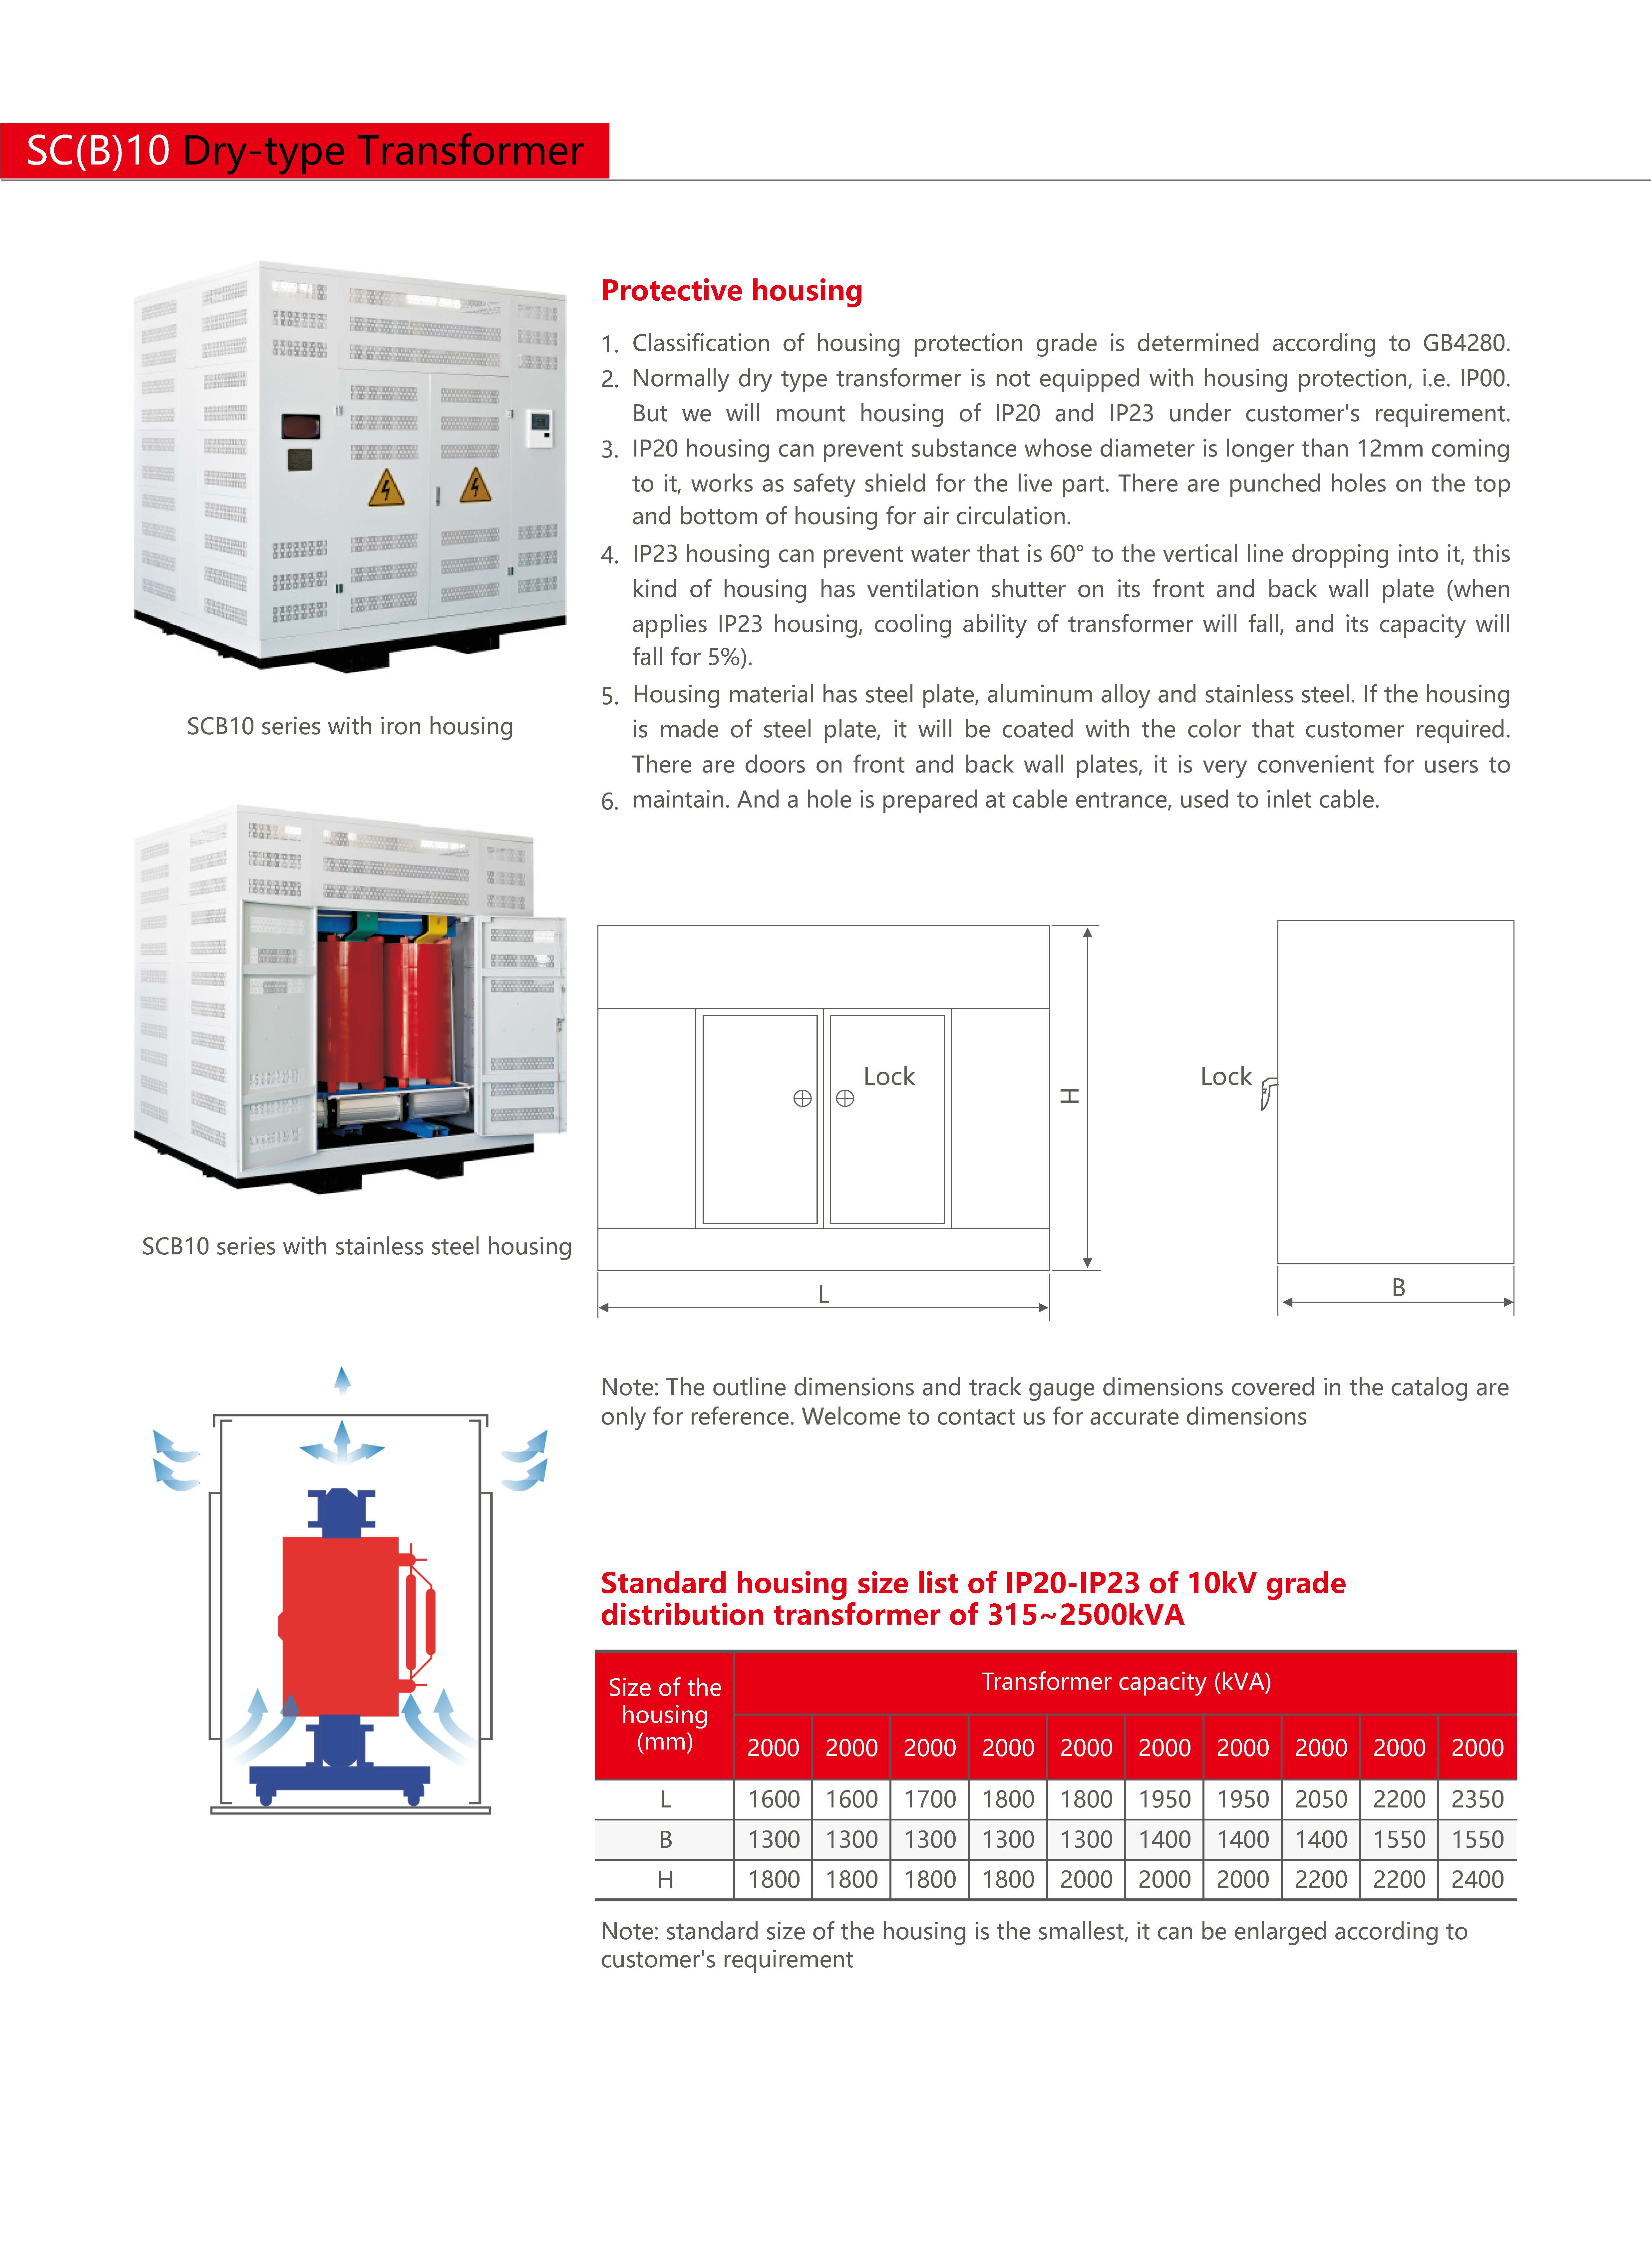 SC(B)10 Dry-type Transformer
Protective housing
1. Classification of housing protection grade is determined according to GB4280.
2. Normally dry type transformer is not equipped with housing protection, i.e. IP00.
But we will mount housing of IP20 and IP23 under customer's requirement.
3. IP20 housing can prevent substance whose diameter is longer than 12mm coming
to it, works as safety shield for the live part. There are punched holes on the top
and bottom of housing for air circulation.
4. IP23 housing can prevent water that is 60° to the vertical line dropping into it, this
kind of housing has ventilation shutter on its front and back wall plate (when
applies IP23 housing, cooling ability of transformer will fall, and its capacity will
fall for 5%).
5. Housing material has steel plate, aluminum alloy and stainless steel. If the housing
is made of steel plate, it will be coated with the color that customer required.
There are doors on front and back wall plates, it is very convenient for users to
6. maintain. And a hole is prepared at cable entrance, used to inlet cable.
SCB10 series with iron housing
SCB10 series with stainless steel housing
Lock
H
L
Lock
B
Note: The outline dimensions and track gauge dimensions covered in the catalog are
only for reference. Welcome to contact us for accurate dimensions
Standard housing size list of IP20-IP23 of 10kV grade
distribution transformer of 315~2500kVA
Size of the
housing
(mm)
Transformer capacity (kVA)
2000 2000 2000 2000 2000 2000 2000 2000 2000 2000
L 1600 1600 1700 1800 1800 1950 1950 2050 2200 2350
B 1300 1300 1300 1300 1300 1400 1400 1400 1550 1550
H 1800 1800 1800 1800 2000 2000 2000 2200 2200 2400
Note: standard size of the housing is the smallest, it can be enlarged according to
customer's requirement